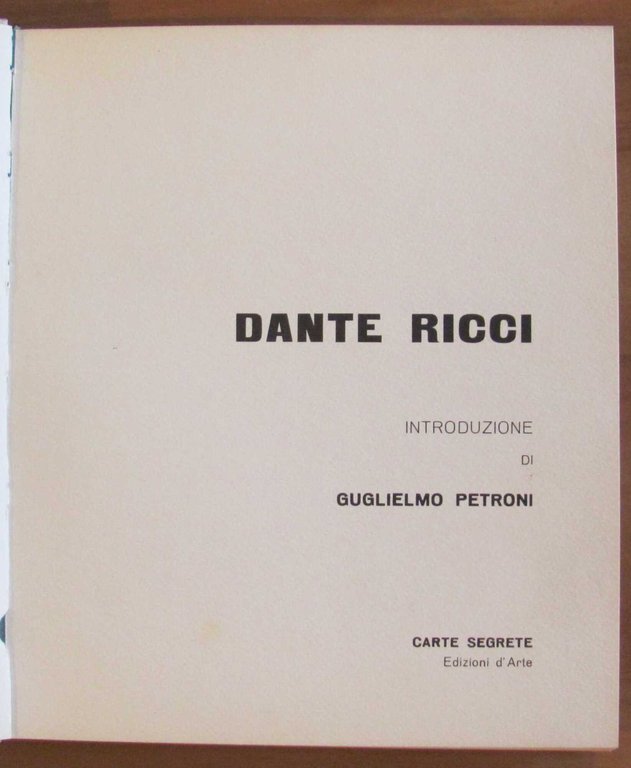 DANTE RICCI
INTRODUZIONE
DI
GUGLIELMO PETRONI
CARTE SEGRETE
Edizioni d'Arte